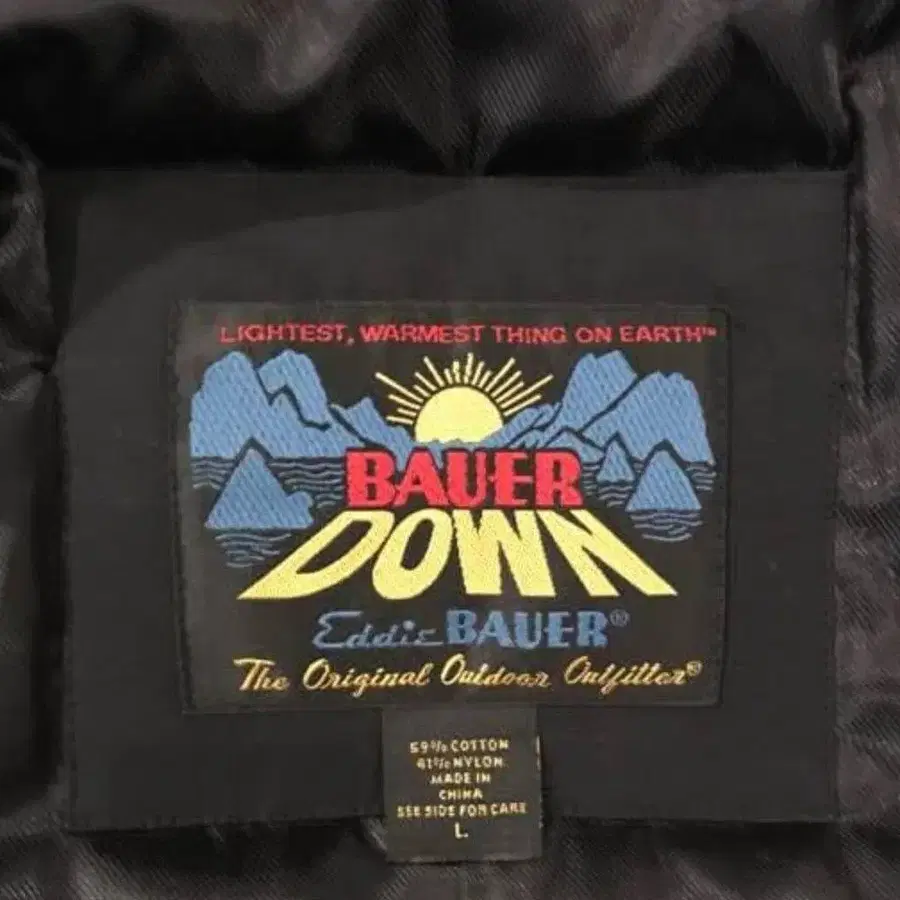 LIGHTEST, WARMEST THING ON EARTH™
BAUER
DOWN
Eddie BAUER®
The Original Outdoor Outfitter®
59% COTTON
41% NYLON
MADE IN
CHINA
SEE SIDE FOR CARE
L